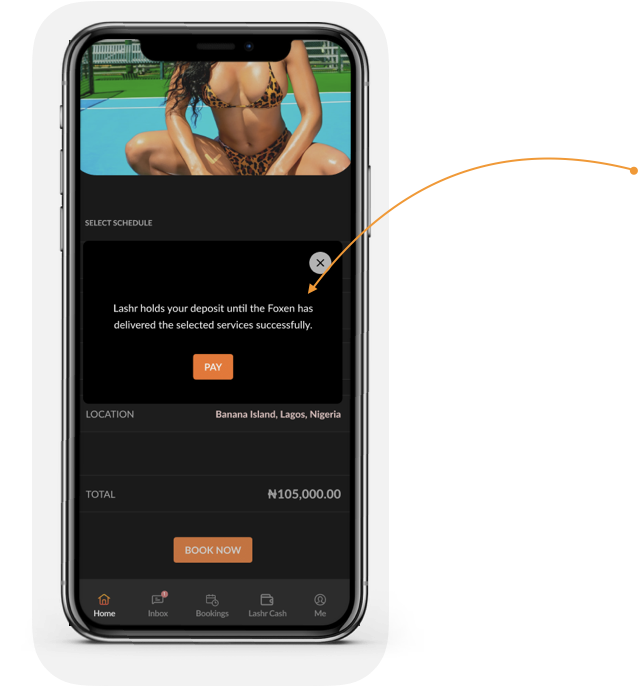 SELECT SCHEDULE
Lashr holds your deposit until the Foxen has
delivered the selected services successfully.
PAY
LOCATION Banana Island, Lagos, Nigeria
TOTAL ₦105,000.00
BOOK NOW
Home Inbox Bookings Lashr Cash Me